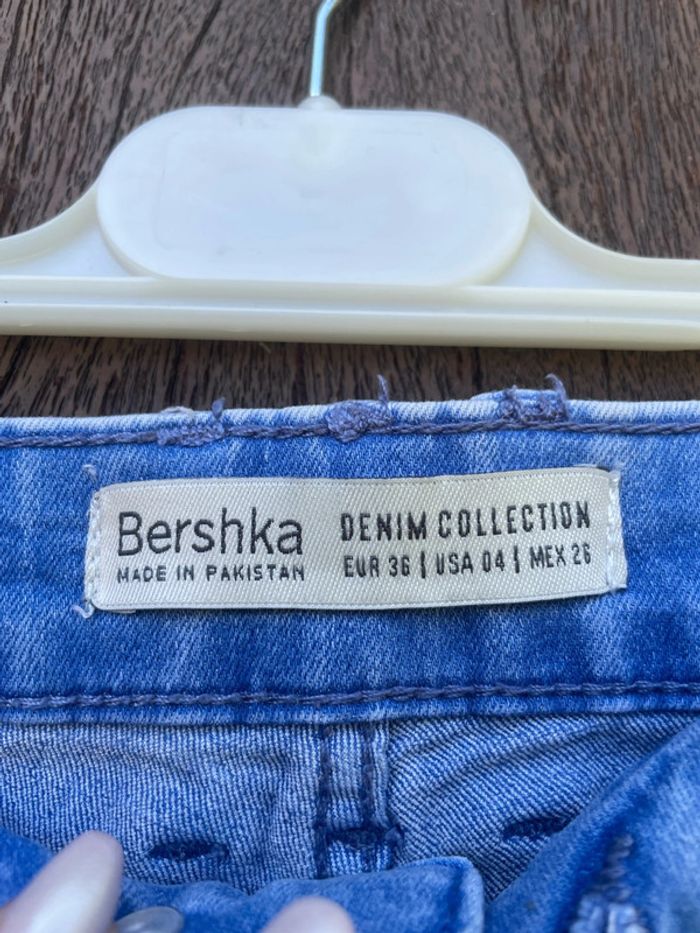 Bershka
MADE IN PAKISTAN
DENIM COLLECTION
EUR 36 | USA 04 | MEX 26